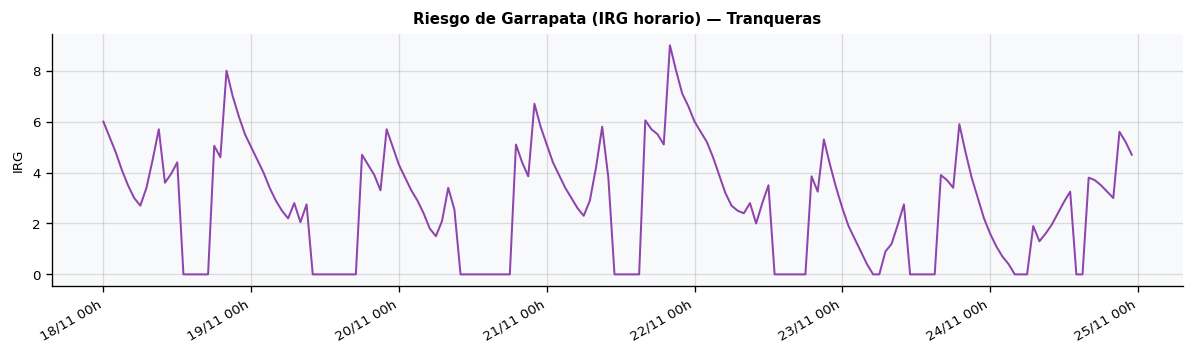 Riesgo de Garrapata (IRG horario) — Tranqueras
IRG
8
6
4
2
0
18/11 00h
19/11 00h
20/11 00h
21/11 00h
22/11 00h
23/11 00h
24/11 00h
25/11 00h